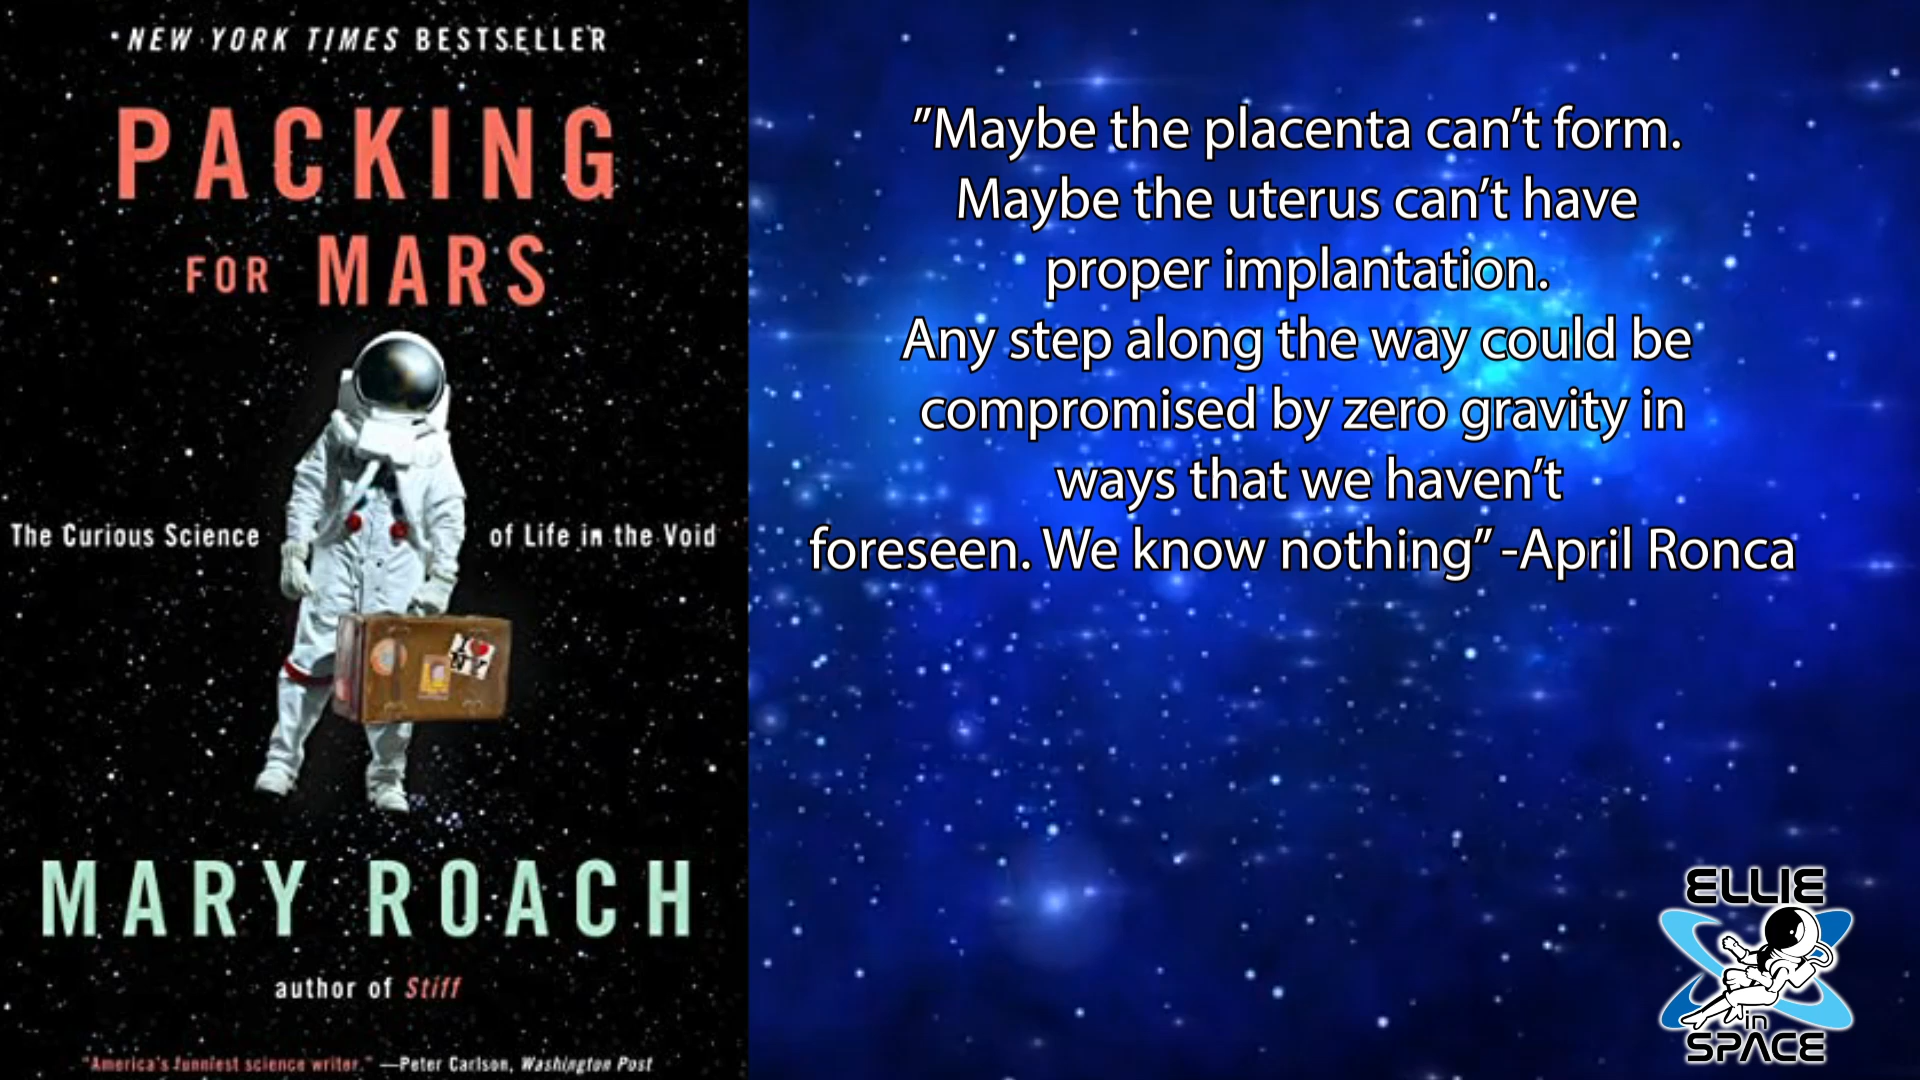 • NEW YORK TIMES BESTSELLER
PACKING
FOR MARS
The Curious Science of Life in the Void
I ♥
NY
MARY ROACH
author of Stiff
"America's funniest science writer." —Peter Carlson, Washington Post
"Maybe the placenta can't form.
Maybe the uterus can't have
proper implantation.
Any step along the way could be
compromised by zero gravity in
ways that we haven't
foreseen. We know nothing" -April Ronca
ELLIE
in
SPACE